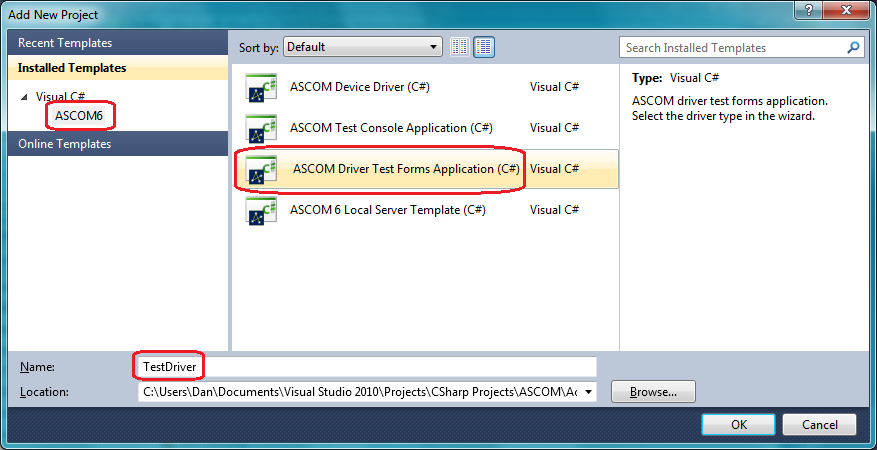 Add New Project
Recent Templates
Installed Templates
Visual C#
ASCOM6
Online Templates
Sort by: Default
Search Installed Templates
ASCOM Device Driver (C#) Visual C#
ASCOM Test Console Application (C#) Visual C#
ASCOM Driver Test Forms Application (C#) Visual C#
ASCOM 6 Local Server Template (C#) Visual C#
Type: Visual C#
ASCOM driver test forms application.
Select the driver type in the wizard.
Name: TestDriver
Location: C:\Users\Dan\Documents\Visual Studio 2010\Projects\CSharp Projects\ASCOM\Ac
Browse...
OK Cancel